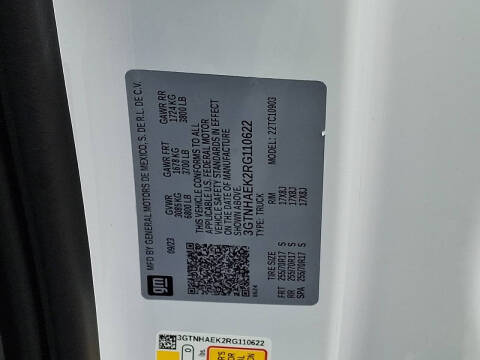 MFD BY GENERAL MOTORS DE MEXICO, S. DE R.L. DE C.V.
09/23 GVWR GAWR FRT GAWR RR
3085 KG 1678 KG 1724 KG
6800 LB 3700 LB 3800 LB
THIS VEHICLE CONFORMS TO ALL
APPLICABLE U.S. FEDERAL MOTOR
VEHICLE SAFETY STANDARDS IN EFFECT
ON THE DATE OF MANUFACTURE
SHOWN ABOVE.
3GTNHAEK2RG110622
TYPE: TRUCK MODEL: 22TC10903
TIRE SIZE RIM
FRT 255/70R17 S 17X8J
RR 255/70R17 S 17X8J
SPA 255/70R17 S 17X8J
gm
3GTNHAEK2RG110622